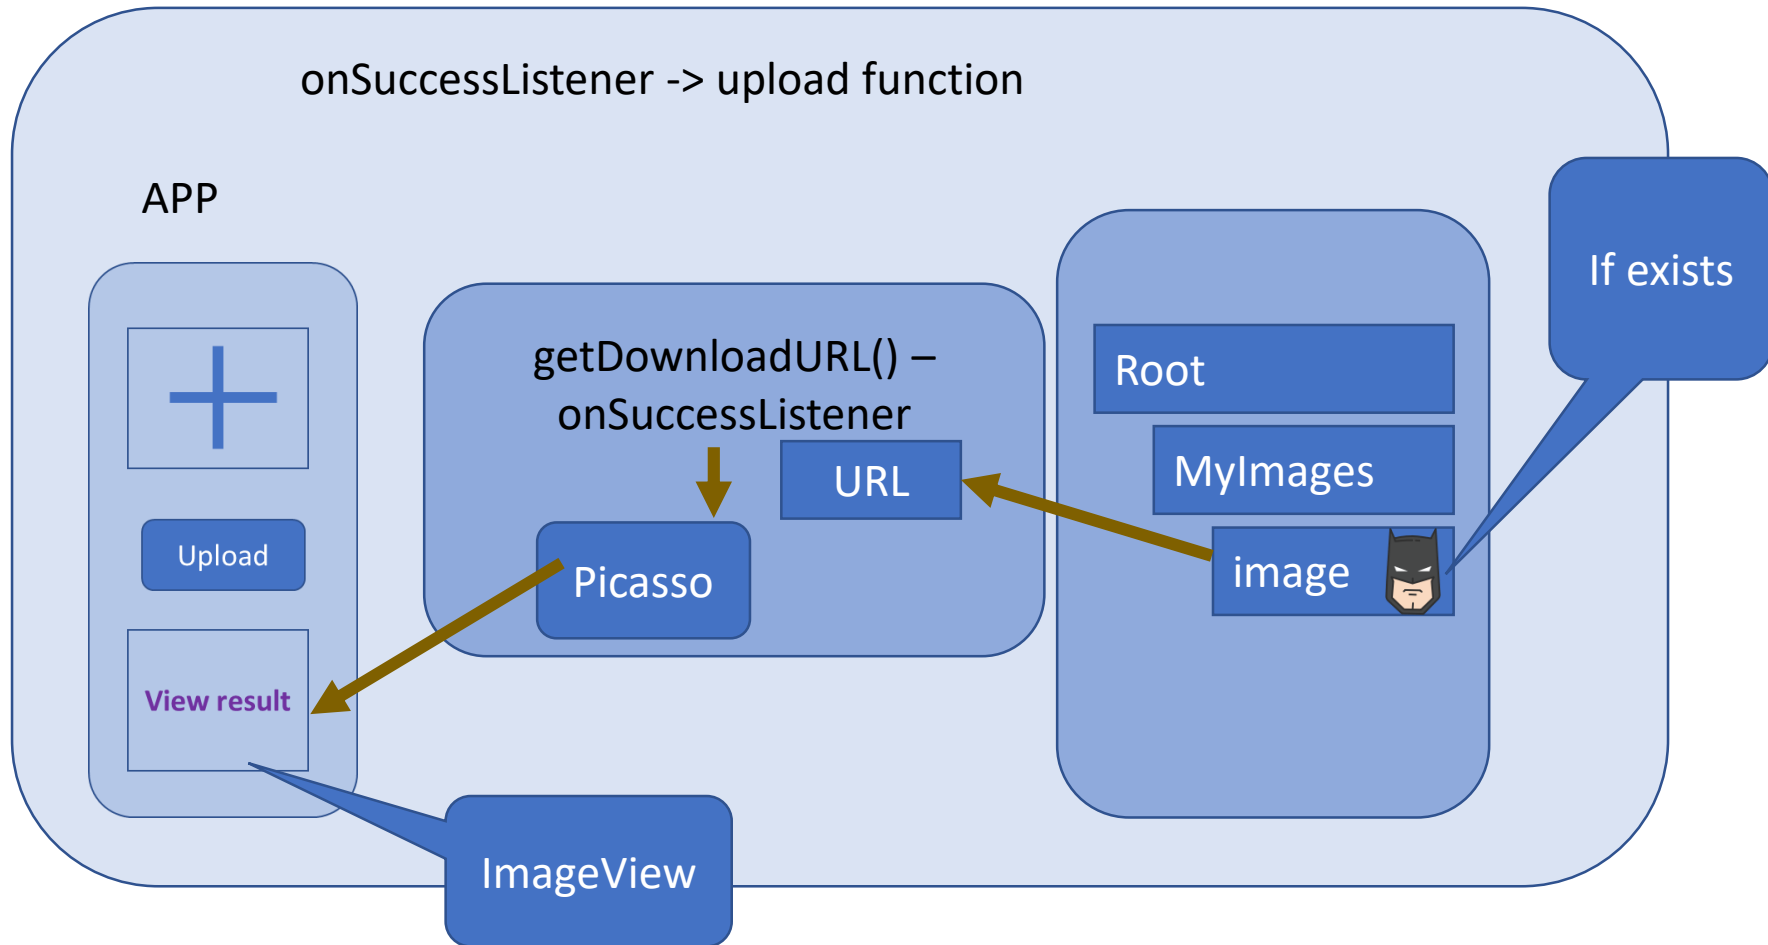 onSuccessListener -> upload function
APP
If exists
getDownloadURL() –
onSuccessListener
Root
URL
MyImages
Upload
Picasso
image
View result
ImageView